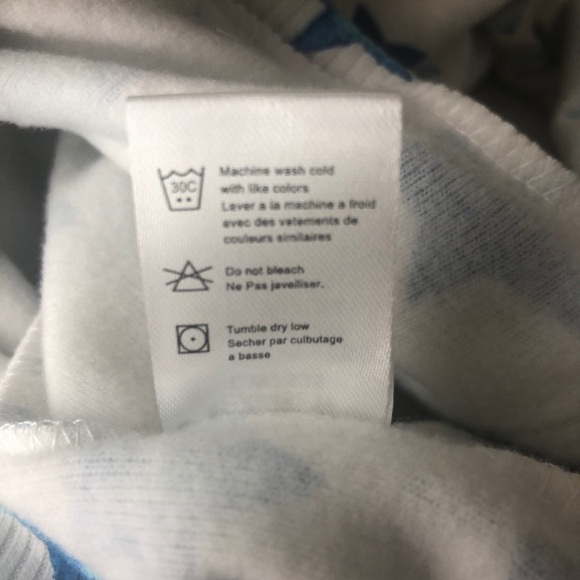 30C
Machine wash cold
with like colors
Laver a la machine a froid
avec des vetements de
couleurs similaires
Do not bleach
Ne Pas javelliser.
Tumble dry low
Secher par culbutage
a basse